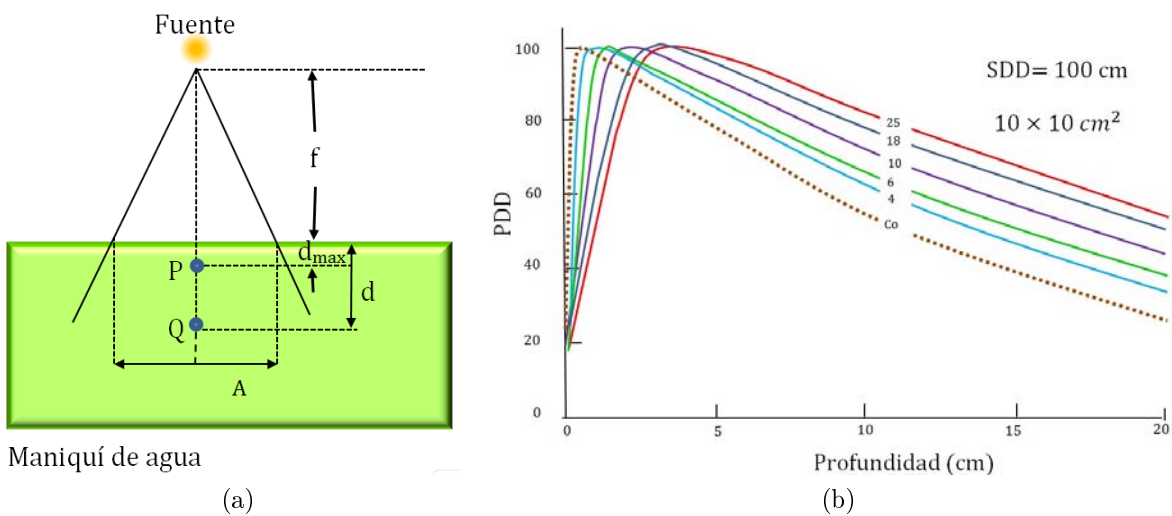 Fuente
f
d_max
P
d
Q
A
Maniquí de agua
(a)
PDD
100
80
60
40
20
0
SDD= 100 cm
10 × 10 cm²
25
18
10
6
4
Co
0
5
10
15
20
Profundidad (cm)
(b)